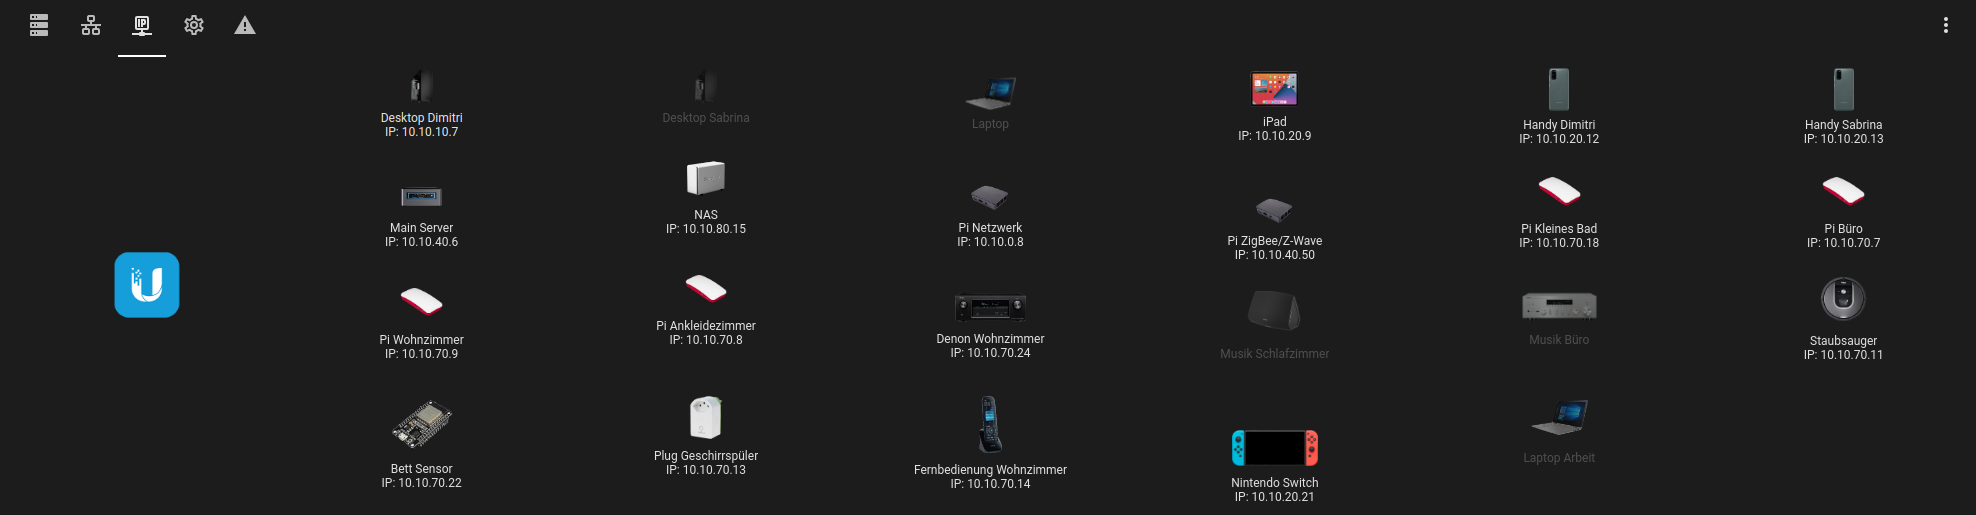 IP
Desktop Dimitri
IP: 10.10.10.7
Desktop Sabrina
Laptop
iPad
IP: 10.10.20.9
Handy Dimitri
IP: 10.10.20.12
Handy Sabrina
IP: 10.10.20.13
Main Server
IP: 10.10.40.6
NAS
IP: 10.10.80.15
Pi Netzwerk
IP: 10.10.0.8
Pi ZigBee/Z-Wave
IP: 10.10.40.50
Pi Kleines Bad
IP: 10.10.70.18
Pi Büro
IP: 10.10.70.7
Pi Wohnzimmer
IP: 10.10.70.9
Pi Ankleidezimmer
IP: 10.10.70.8
Denon Wohnzimmer
IP: 10.10.70.24
Musik Schlafzimmer
Musik Büro
Staubsauger
IP: 10.10.70.11
Bett Sensor
IP: 10.10.70.22
Plug Geschirrspüler
IP: 10.10.70.13
Fernbedienung Wohnzimmer
IP: 10.10.70.14
Nintendo Switch
IP: 10.10.20.21
Laptop Arbeit